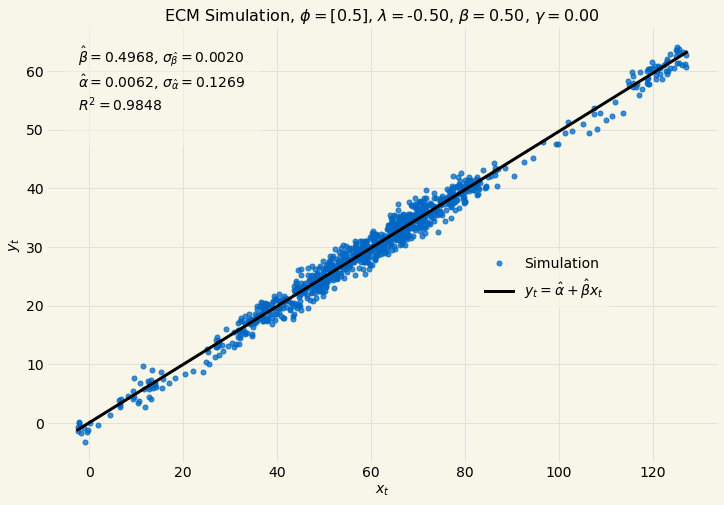 ECM Simulation, ϕ = [0.5], λ = -0.50, β = 0.50, γ = 0.00
β̂ = 0.4968, σ_β̂ = 0.0020
α̂ = 0.0062, σ_α̂ = 0.1269
R² = 0.9848
60
50
40
30
20
10
0
y_t
Simulation
y_t = α̂ + β̂x_t
0 20 40 60 80 100 120
x_t